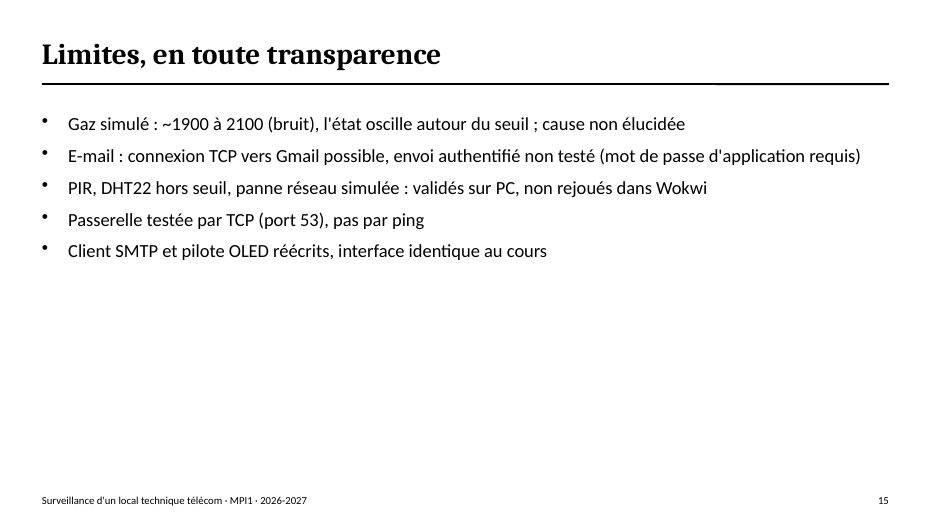 Limites, en toute transparence
• Gaz simulé : ~1900 à 2100 (bruit), l'état oscille autour du seuil ; cause non élucidée
• E-mail : connexion TCP vers Gmail possible, envoi authentifié non testé (mot de passe d'application requis)
• PIR, DHT22 hors seuil, panne réseau simulée : validés sur PC, non rejoués dans Wokwi
• Passerelle testée par TCP (port 53), pas par ping
• Client SMTP et pilote OLED réécrits, interface identique au cours
Surveillance d'un local technique télécom · MPI1 · 2026-2027
15